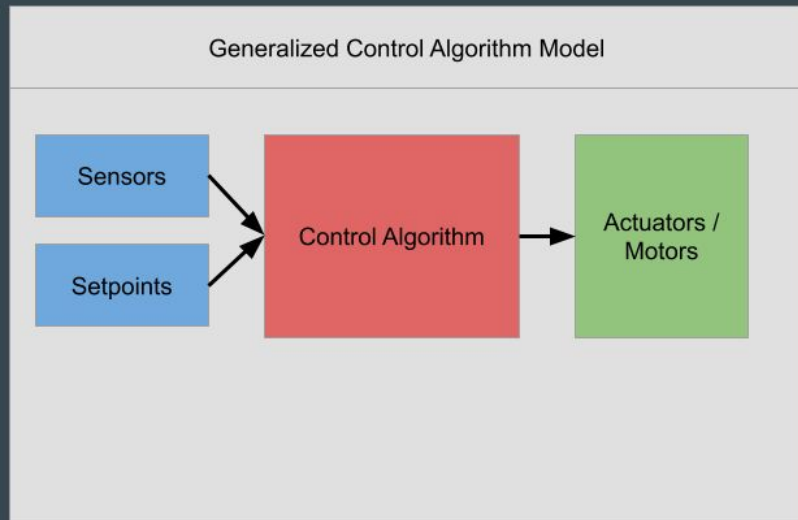 Generalized Control Algorithm Model
Sensors
Setpoints
Control Algorithm
Actuators /
Motors